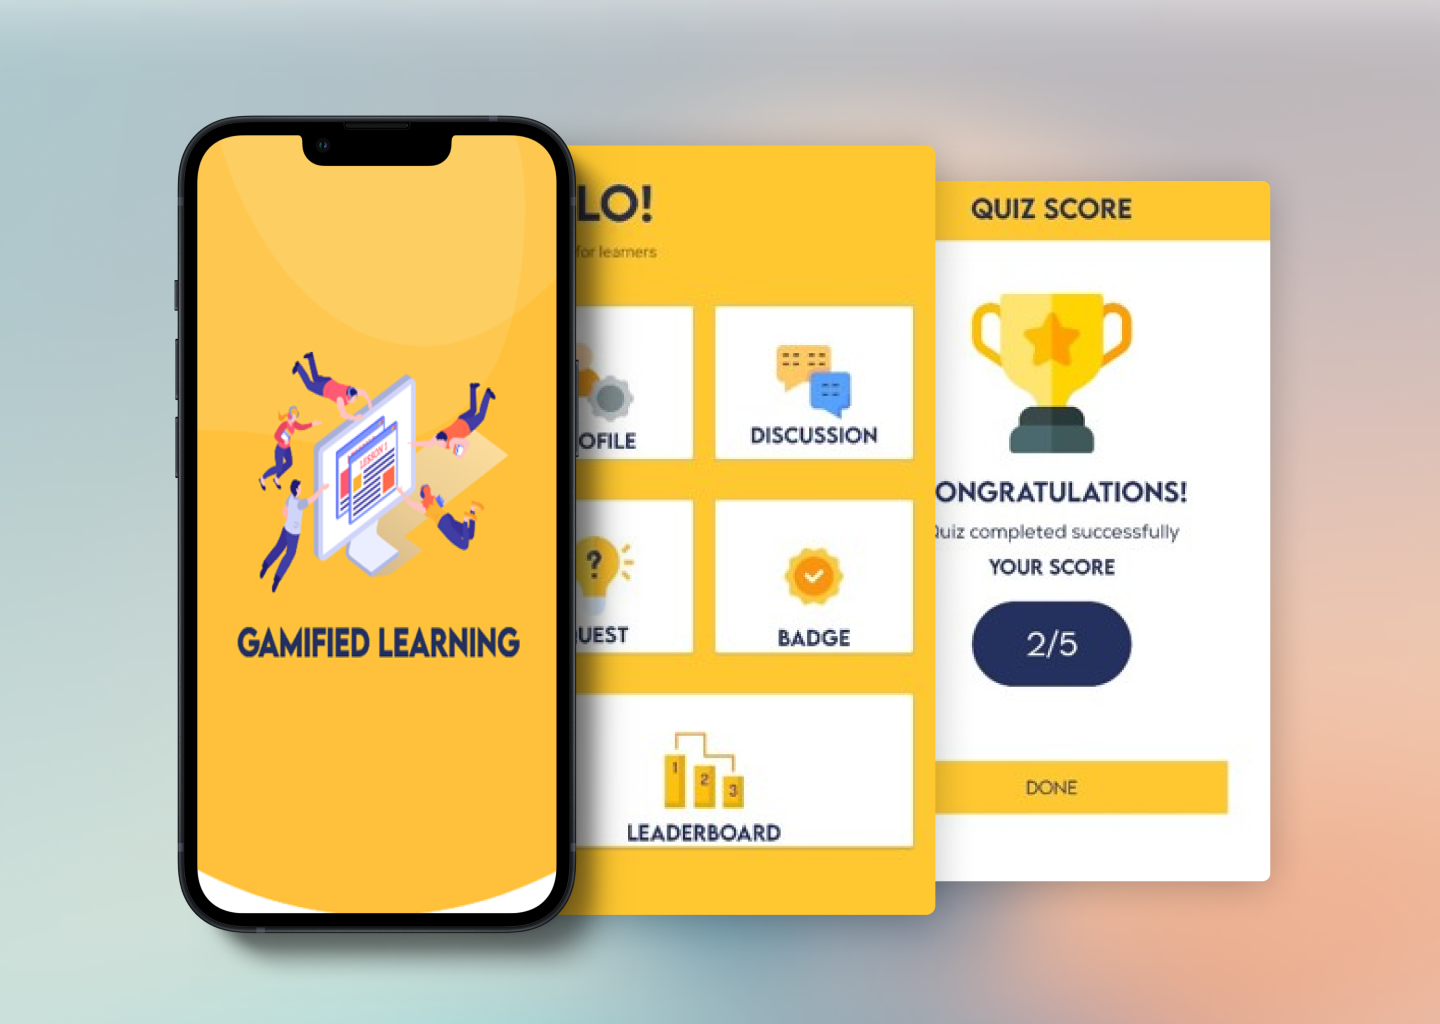 GAMIFIED LEARNING
LESSON 1
LO!
for learners
OFILE
DISCUSSION
?
UEST
BADGE
1
2
3
LEADERBOARD
QUIZ SCORE
ONGRATULATIONS!
Quiz completed successfully
YOUR SCORE
2/5
DONE